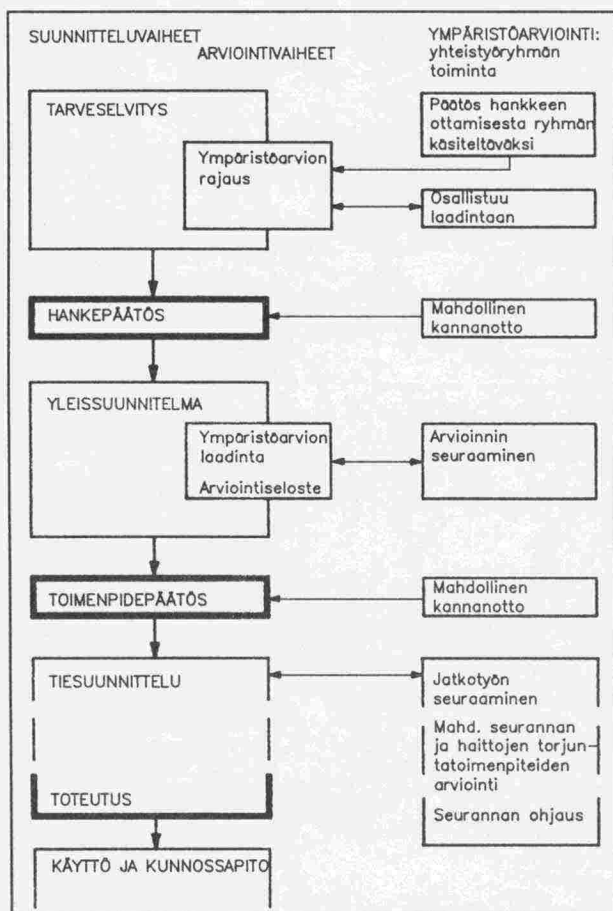 SUUNNITTELUVAIHEET
ARVIOINTIVAIHEET
YMPÄRISTÖARVIOINTI:
yhteistyöryhmän
toiminta
TARVESELVITYS
Päätös hankkeen
ottamisesta ryhmän
käsiteltäväksi
Ympäristöarvion
rajaus
Osallistuu
laadintaan
HANKEPÄÄTÖS
Mahdollinen
kannanotto
YLEISSUUNNITELMA
Ympäristöarvion
laadinta
Arviointiseloste
Arvioinnin
seuraaminen
TOIMENPIDEPÄÄTÖS
Mahdollinen
kannanotto
TIESUUNNITTELU
Jatkotyön
seuraaminen
Mahd. seurannan
ja haittojen torjun-
tatoimenpiteiden
arviointi
TOTEUTUS
Seurannan ohjaus
KÄYTTÖ JA KUNNOSSAPITO